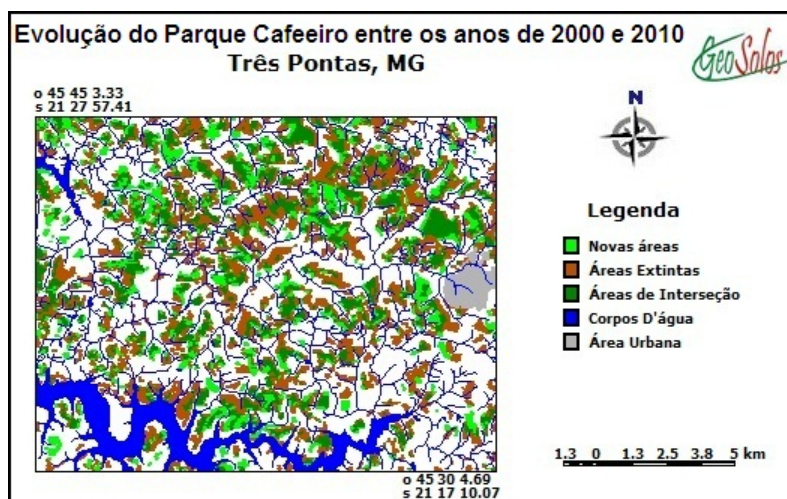 Evolução do Parque Cafeeiro entre os anos de 2000 e 2010
Três Pontas, MG
GeoSolos
o 45 45 3.33
s 21 27 57.41
N
Legenda
Novas áreas
Áreas Extintas
Áreas de Interseção
Corpos D'água
Área Urbana
1.3 0 1.3 2.5 3.8 5 km
o 45 30 4.69
s 21 17 10.07